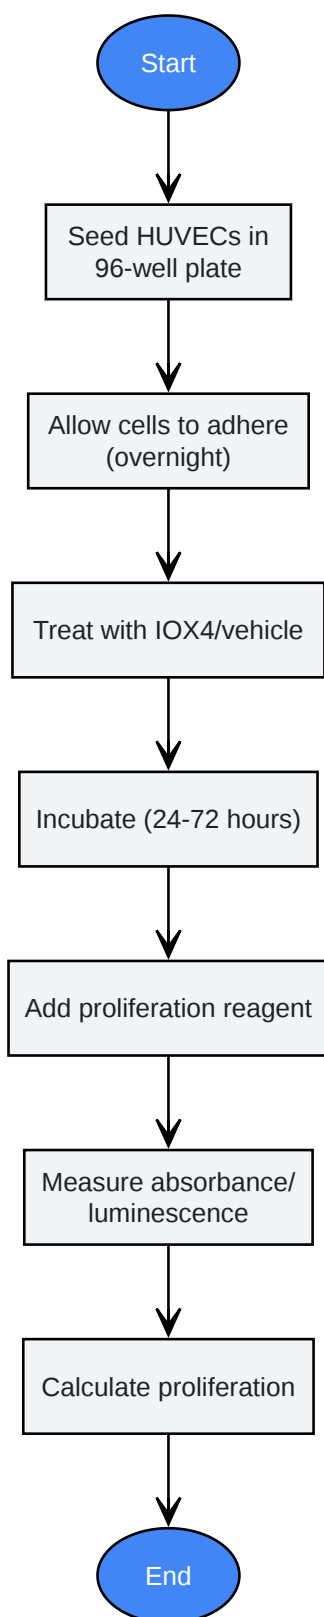 Start
Seed HUVECs in
96-well plate
Allow cells to adhere
(overnight)
Treat with IOX4/vehicle
Incubate (24-72 hours)
Add proliferation reagent
Measure absorbance/
luminescence
Calculate proliferation
End